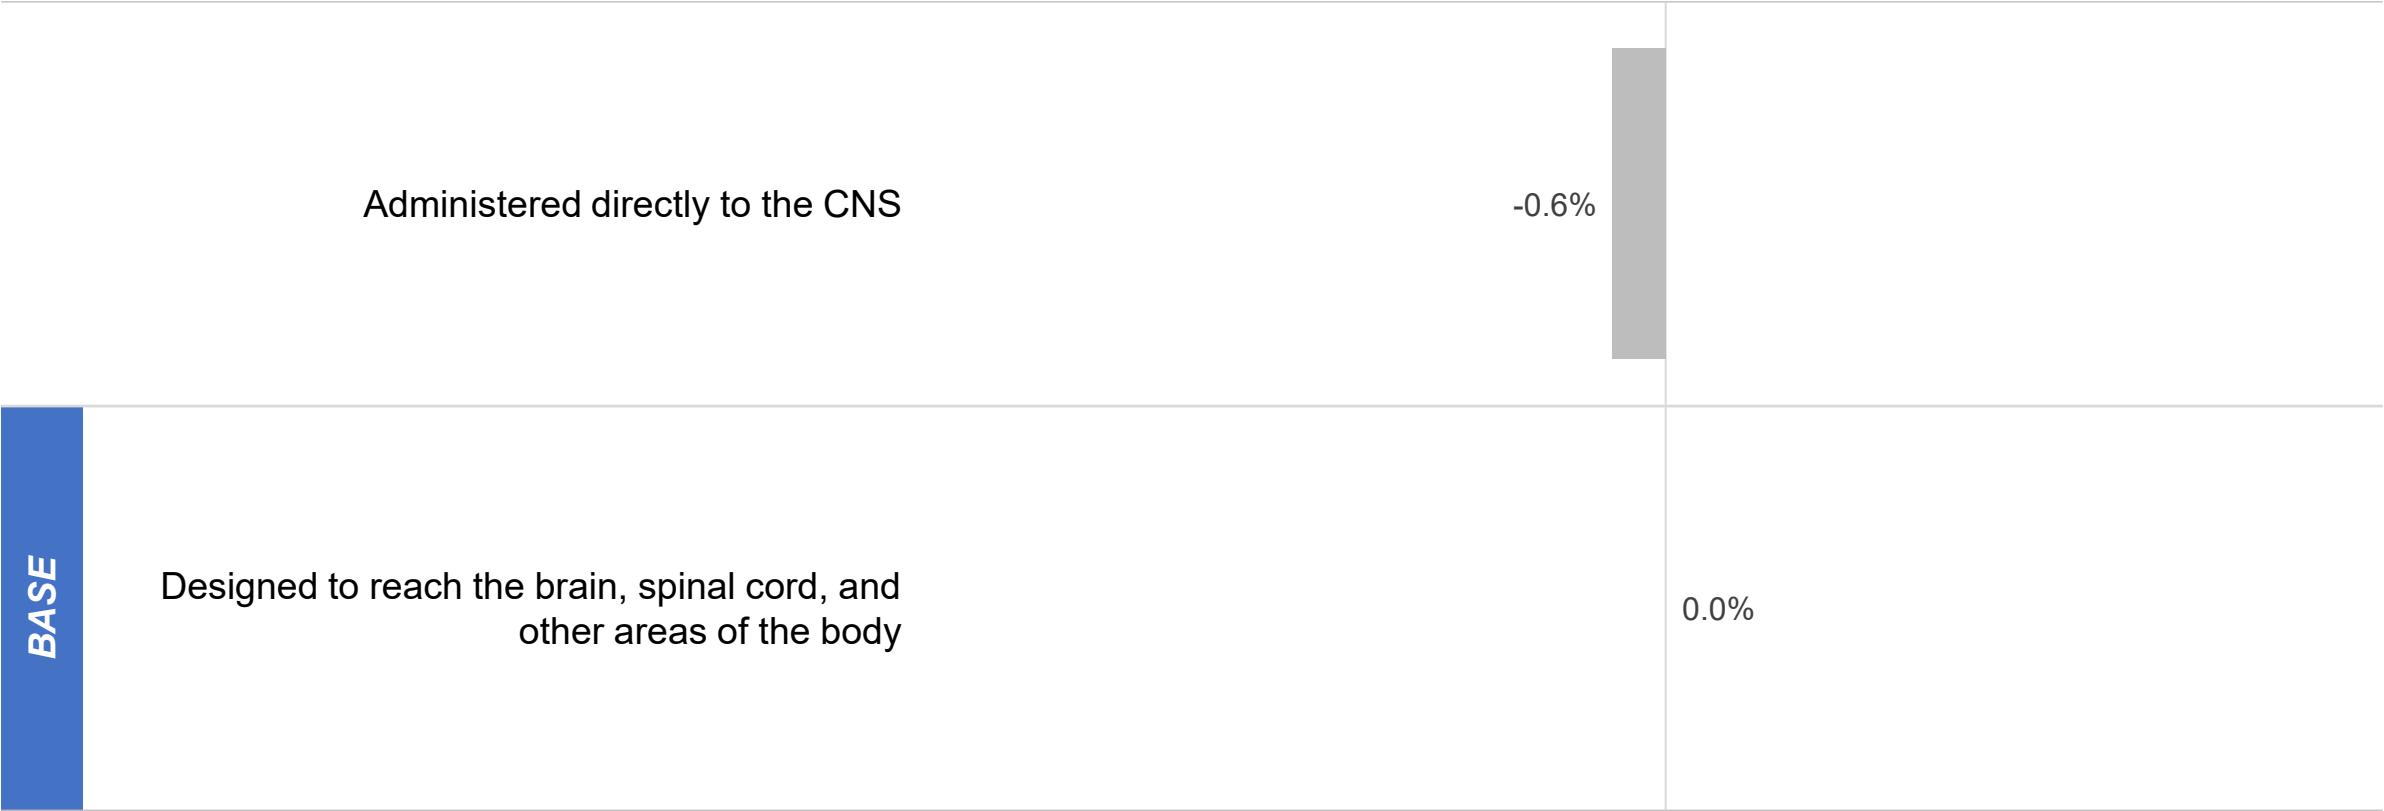 Administered directly to the CNS
-0.6%
BASE
Designed to reach the brain, spinal cord, and
other areas of the body
0.0%